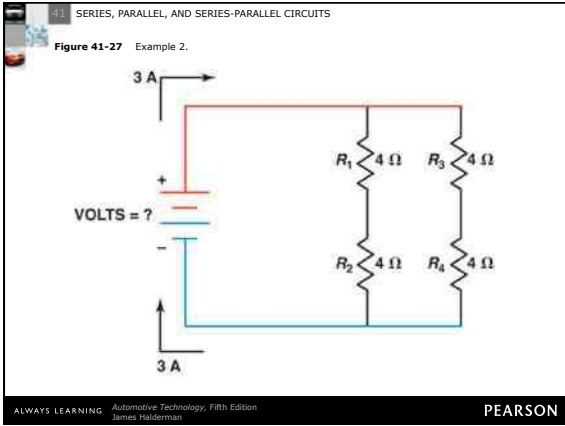 41 SERIES, PARALLEL, AND SERIES-PARALLEL CIRCUITS
Figure 41-27 Example 2.
3 A
R1 4 Ω R3 4 Ω
+
VOLTS = ?
–
R2 4 Ω R4 4 Ω
3 A
ALWAYS LEARNING Automotive Technology, Fifth Edition
James Halderman
PEARSON